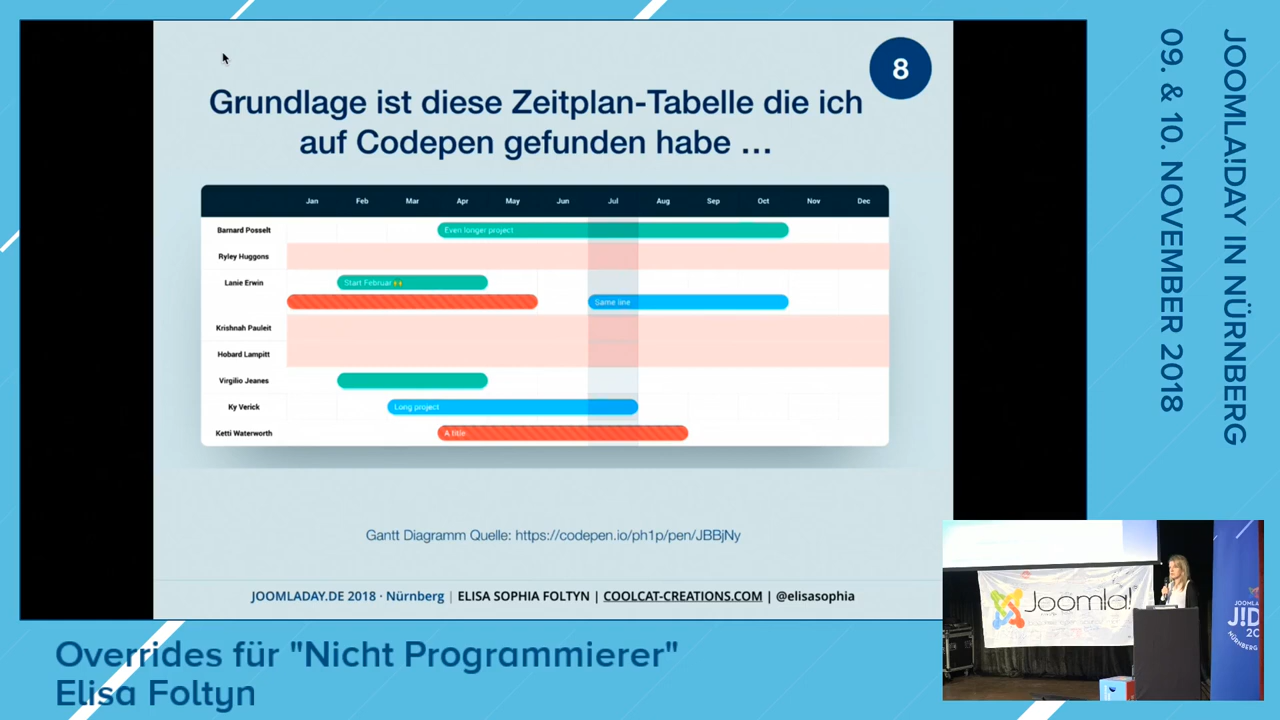 8
Grundlage ist diese Zeitplan-Tabelle die ich
auf Codepen gefunden habe ...
Jan Feb Mar Apr May Jun Jul Aug Sep Oct Nov Dec
Barnard Posselt Even longer project
Ryley Huggons
Lanie Erwin Start Februar 🙌
Same line
Krishnah Pauleit
Hobard Lampitt
Virgilio Jeanes
Ky Verick Long project
Ketti Waterworth A title
Gantt Diagramm Quelle: https://codepen.io/ph1p/pen/JBBjNy
JOOMLADAY.DE 2018 · Nürnberg | ELISA SOPHIA FOLTYN | COOLCAT-CREATIONS.COM | @elisasophia
JOOMLA!DAY IN NÜRNBERG
09. & 10. NOVEMBER 2018
Joomla!
Overrides für "Nicht Programmierer"
Elisa Foltyn